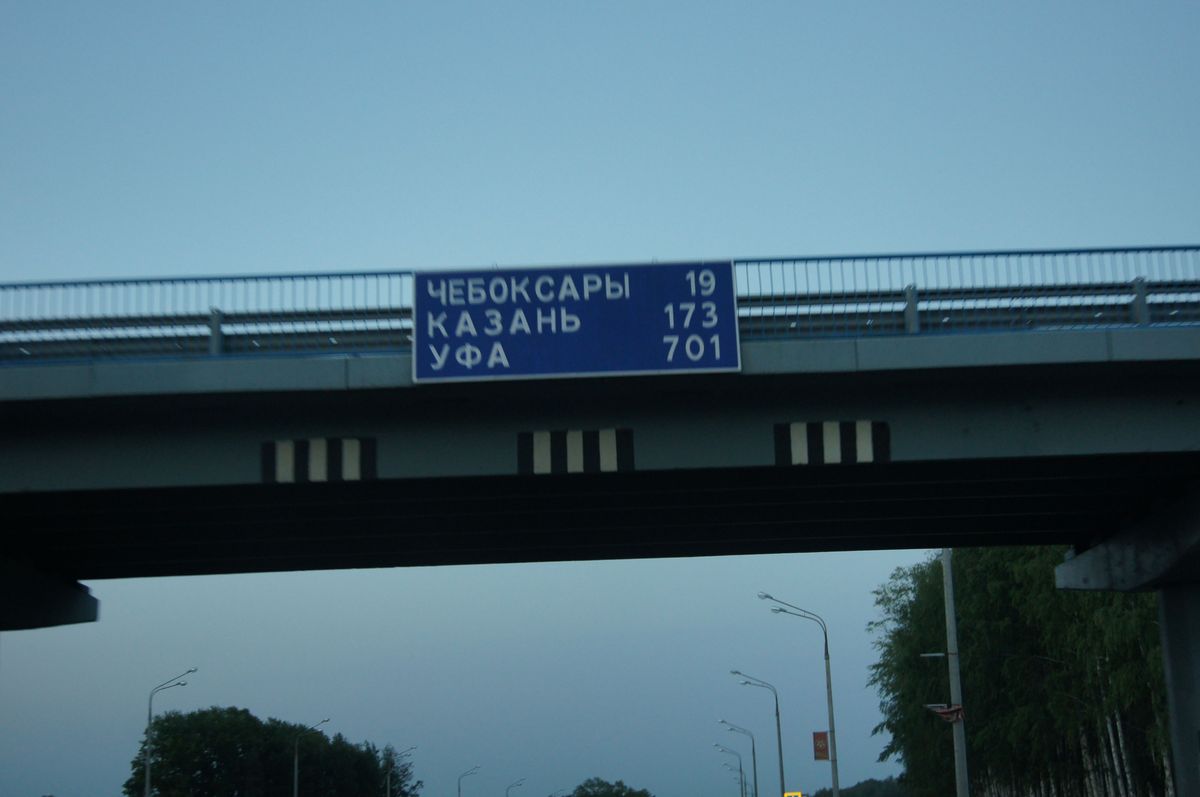 ЧЕБОКСАРЫ 19
КАЗАНЬ 173
УФА 701